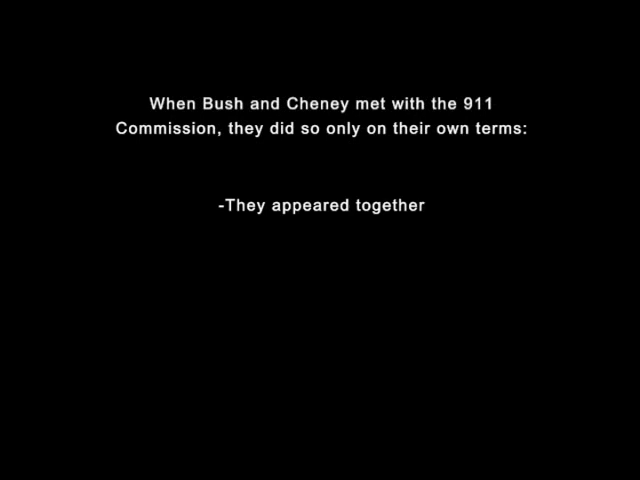 When Bush and Cheney met with the 911
Commission, they did so only on their own terms:
-They appeared together